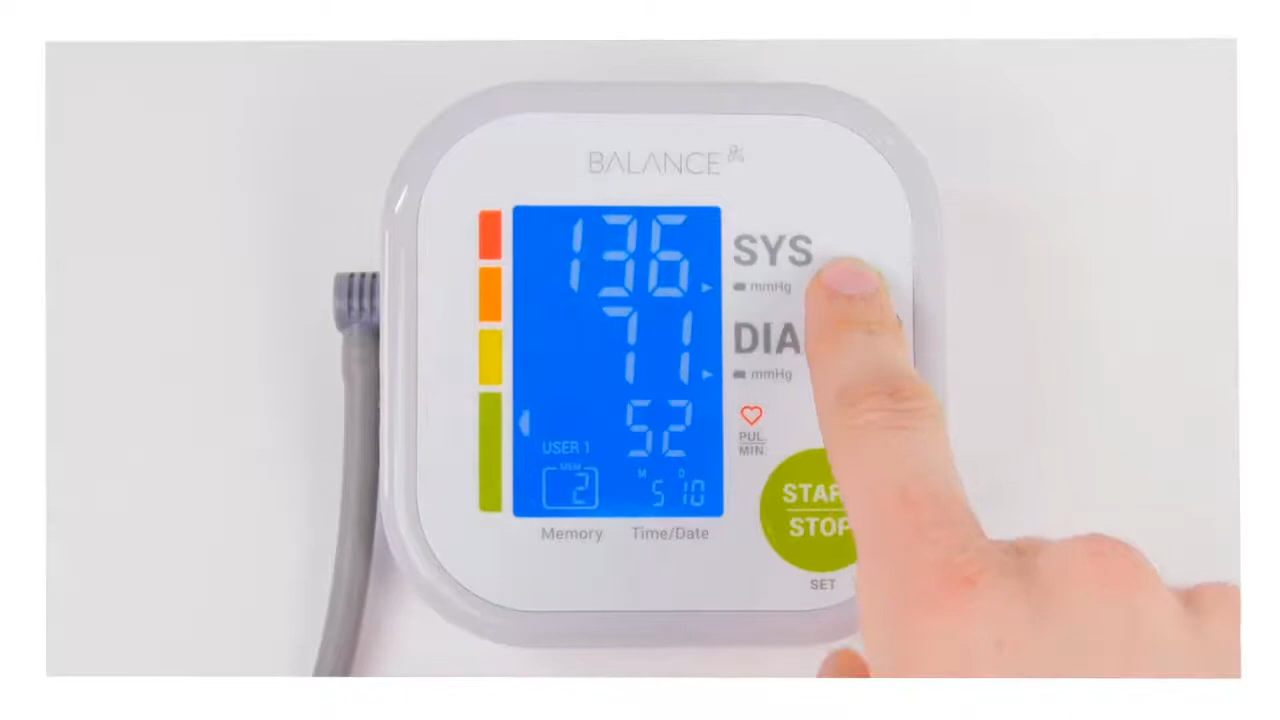 BALANCE
136
SYS
mmHg
71
DIA
mmHg
52
PUL.
MIN.
USER 1
MEM
2
M D
5 10
STOP
Memory Time/Date
SET